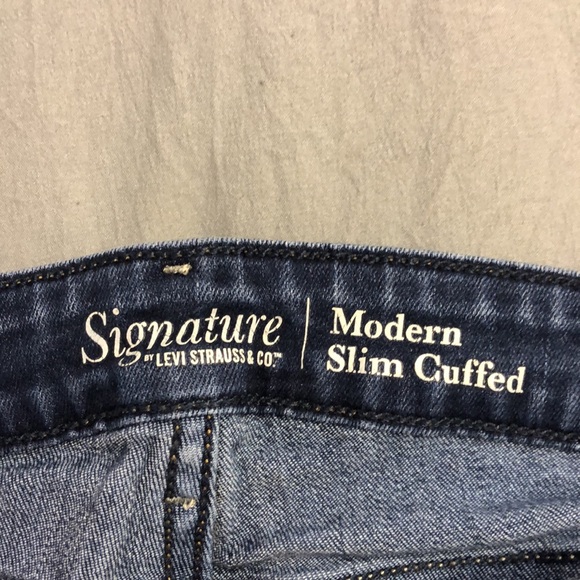 Signature
BY LEVI STRAUSS & CO.™
Modern
Slim Cuffed